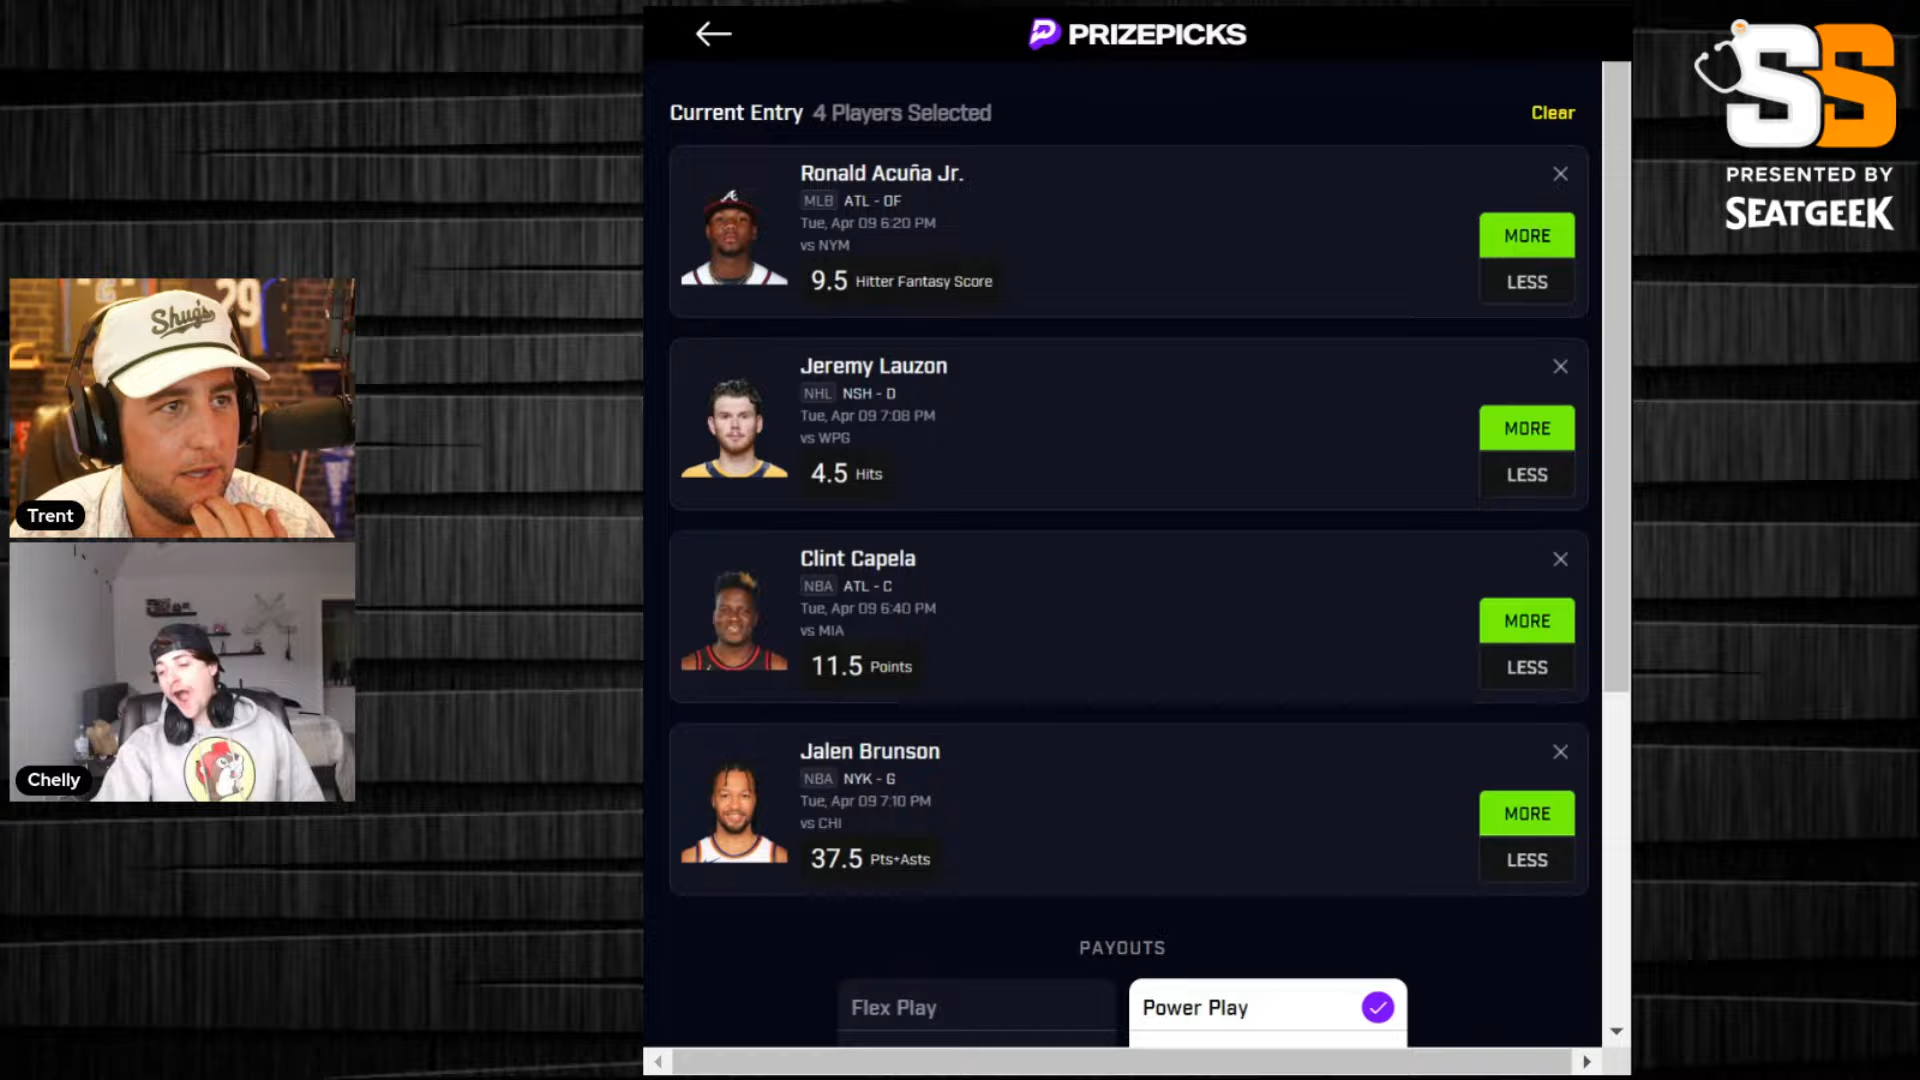 PRIZEPICKS
Current Entry 4 Players Selected
Clear
Ronald Acuña Jr.
MLB ATL - OF
Tue, Apr 09 6:20 PM
vs NYM
9.5 Hitter Fantasy Score
MORE
LESS
Jeremy Lauzon
NHL NSH - D
Tue, Apr 09 7:08 PM
vs WPG
4.5 Hits
MORE
LESS
Clint Capela
NBA ATL - C
Tue, Apr 09 6:40 PM
vs MIA
11.5 Points
MORE
LESS
Jalen Brunson
NBA NYK - G
Tue, Apr 09 7:10 PM
vs CHI
37.5 Pts+Asts
MORE
LESS
PAYOUTS
Flex Play
Power Play
SS
PRESENTED BY
SEATGEEK
29
Shug's
Trent
Chelly